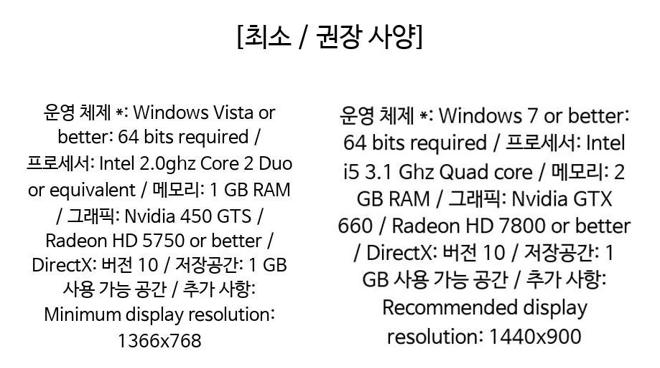 [최소 / 권장 사양]
운영 체제 *: Windows Vista or
better: 64 bits required /
프로세서: Intel 2.0ghz Core 2 Duo
or equivalent / 메모리: 1 GB RAM
/ 그래픽: Nvidia 450 GTS /
Radeon HD 5750 or better /
DirectX: 버전 10 / 저장공간: 1 GB
사용 가능 공간 / 추가 사항:
Minimum display resolution:
1366x768
운영 체제 *: Windows 7 or better:
64 bits required / 프로세서: Intel
i5 3.1 Ghz Quad core / 메모리: 2
GB RAM / 그래픽: Nvidia GTX
660 / Radeon HD 7800 or better
/ DirectX: 버전 10 / 저장공간: 1
GB 사용 가능 공간 / 추가 사항:
Recommended display
resolution: 1440x900